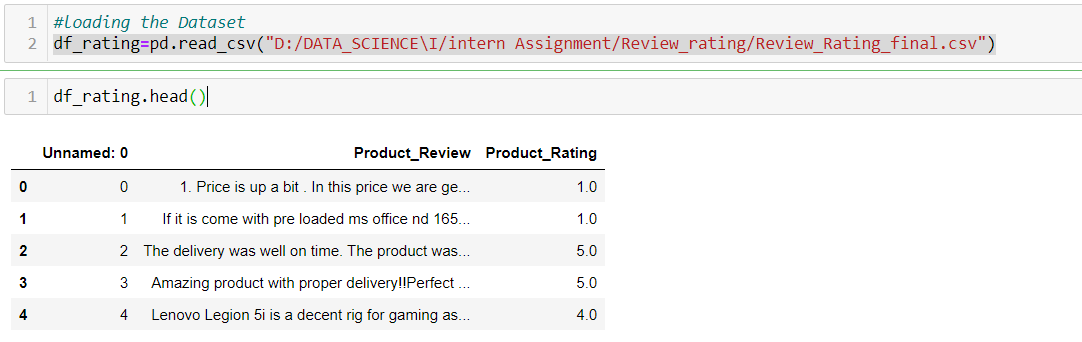 1 #loading the Dataset
2 df_rating=pd.read_csv("D:/DATA_SCIENCE\I/intern Assignment/Review_rating/Review_Rating_final.csv")
1 df_rating.head()
Unnamed: 0 Product_Review Product_Rating
0 0 1. Price is up a bit . In this price we are ge... 1.0
1 1 If it is come with pre loaded ms office nd 165... 1.0
2 2 The delivery was well on time. The product was... 5.0
3 3 Amazing product with proper delivery!!Perfect ... 5.0
4 4 Lenovo Legion 5i is a decent rig for gaming as... 4.0